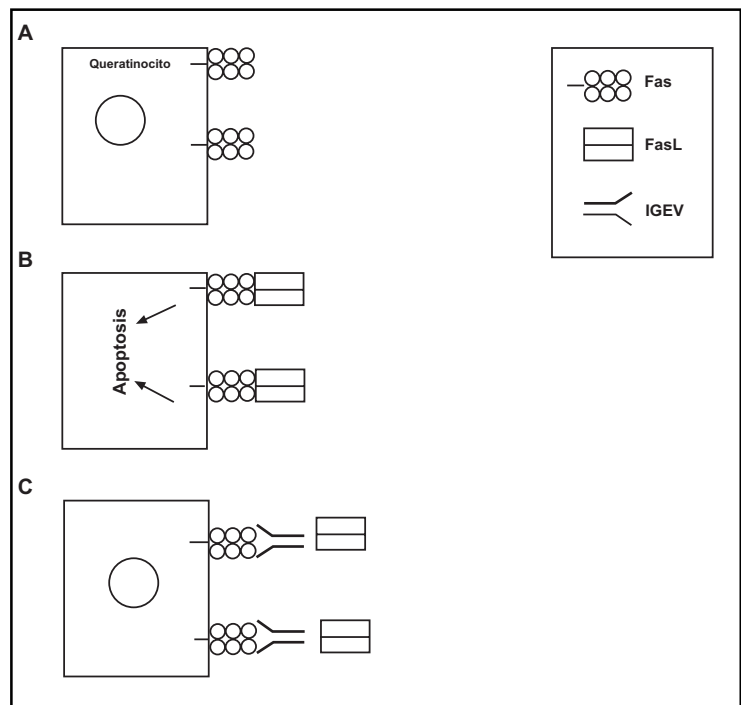 A
Queratinocito
Fas
FasL
IGEV
B
Apoptosis
C